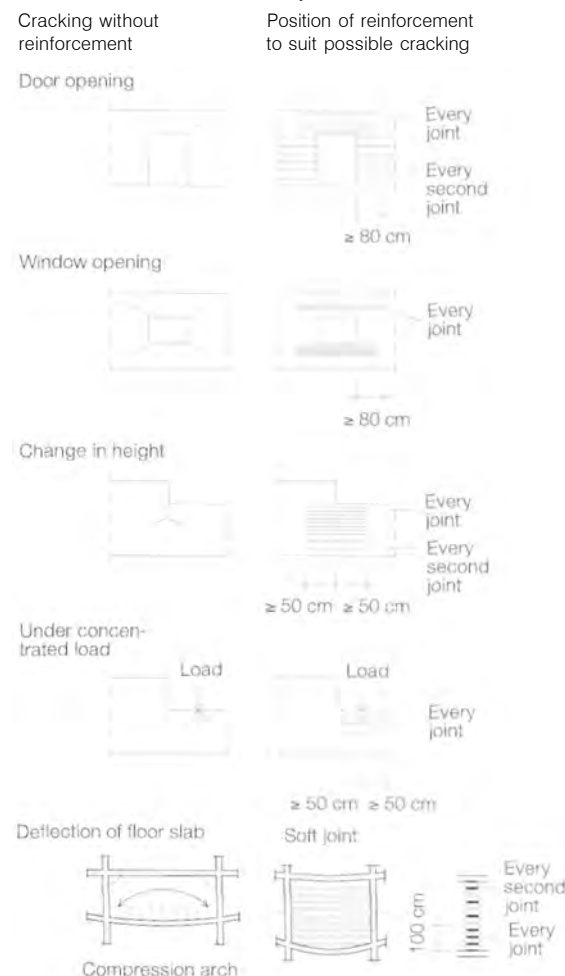 Cracking without
reinforcement
Position of reinforcement
to suit possible cracking
Door opening
Every
joint
Every
second
joint
≥ 80 cm
Window opening
Every
joint
≥ 80 cm
Change in height
Every
joint
Every
second
joint
≥ 50 cm ≥ 50 cm
Under concen-
trated load
Load
Load
Every
joint
≥ 50 cm ≥ 50 cm
Deflection of floor slab
Soft joint
Every
second
joint
100 cm
Every
joint
Compression arch